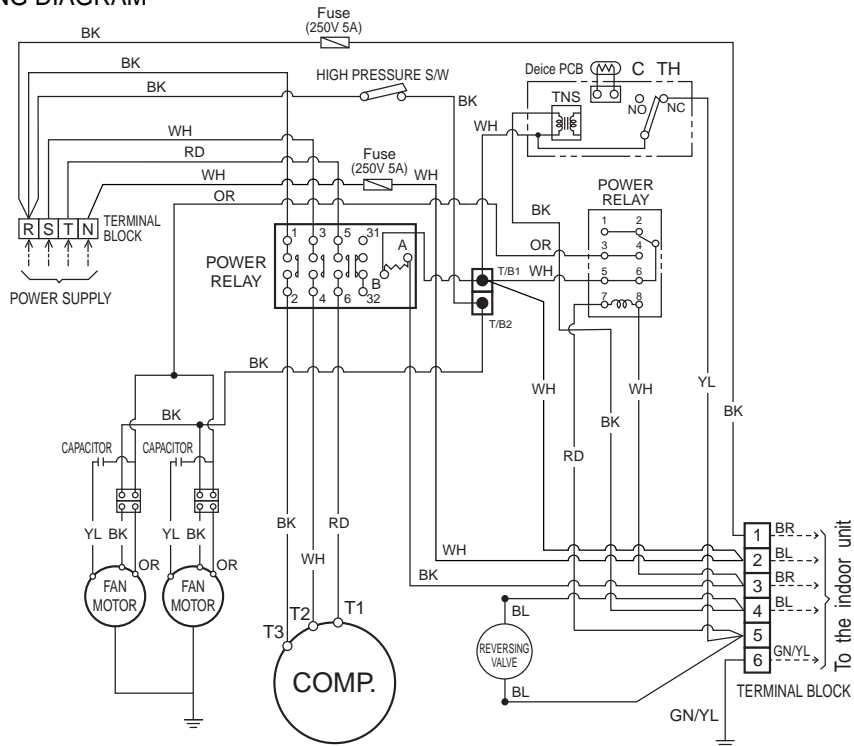 NG DIAGRAM
Fuse
(250V 5A)
BK
BK
HIGH PRESSURE S/W
BK
BK
Deice PCB
C TH
TNS
NO
NC
WH
WH
RD
Fuse
(250V 5A)
WH
WH
OR
R S T N
TERMINAL
BLOCK
POWER SUPPLY
POWER
RELAY
1 3 5 31
2 4 6 32
A
B
T/B1
T/B2
BK
OR
WH
POWER
RELAY
1 2
3 4
5 6
7 8
BK
BK
CAPACITOR
CAPACITOR
YL BK
OR
YL BK
OR
FAN
MOTOR
FAN
MOTOR
BK
WH
RD
T3
T2
T1
COMP.
WH
WH
YL
BK
BK
RD
WH
BK
BL
REVERSING
VALVE
BL
1 BR
2 BL
3 BR
4 BL
5
6 GN/YL
To the indoor unit
TERMINAL BLOCK
GN/YL